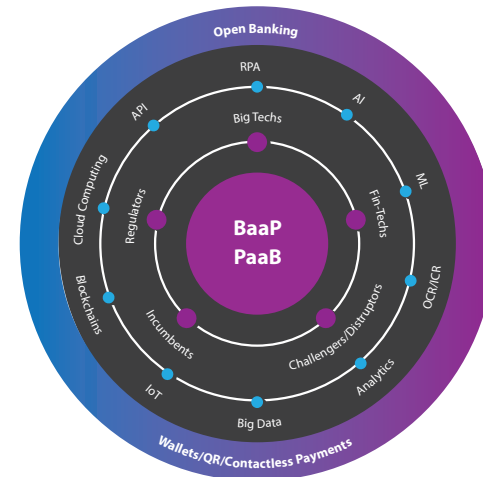 Open Banking
RPA
AI
ML
OCR/ICR
Analytics
Big Data
IoT
Blockchains
Cloud Computing
API
Big Techs
Fin-Techs
Challengers/Distruptors
Incumbents
Regulators
BaaP
PaaB
Wallets/QR/Contactless Payments